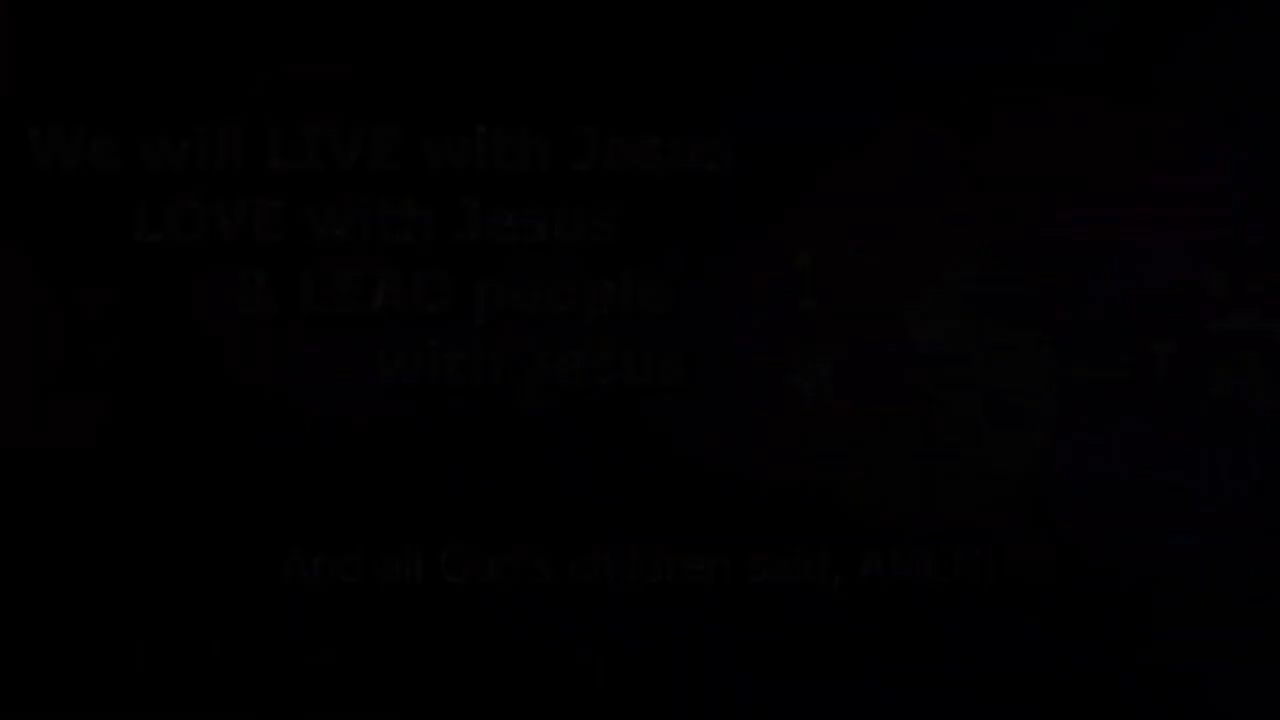 We will LIVE with Jesus
LOVE with Jesus
& LEAD people
with Jesus
And all God's children said, AMEN!